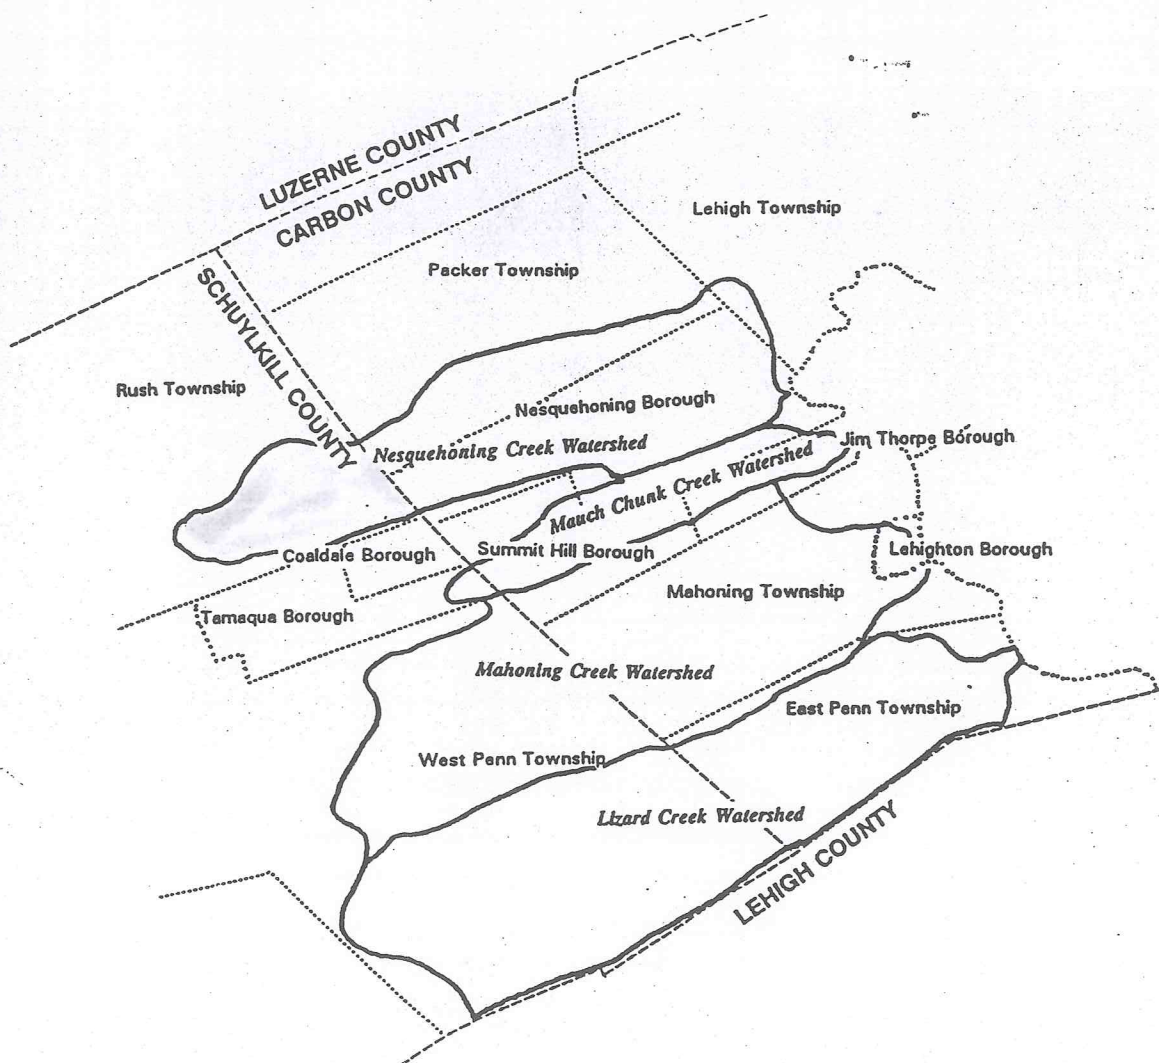 LUZERNE COUNTY
CARBON COUNTY
Lehigh Township
Packer Township
SCHUYLKILL COUNTY
Rush Township
Nesquehoning Borough
Nesquehoning Creek Watershed
Jim Thorpe Borough
Mauch Chunk Creek Watershed
Coaldale Borough
Summit Hill Borough
Lehighton Borough
Mahoning Township
Tamaqua Borough
Mahoning Creek Watershed
East Penn Township
West Penn Township
Lizard Creek Watershed
LEHIGH COUNTY